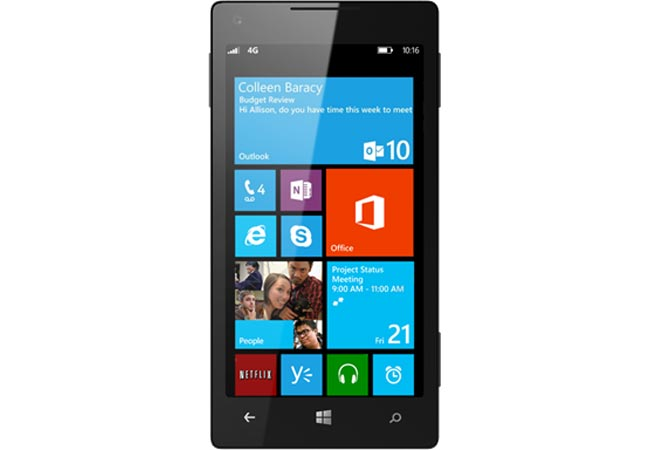 4G 10:16
Colleen Baracy
Budget Review
Hi Allison, do you have time this week to meet
Outlook 10
4
N
Office
Project Status
Meeting
9:00 AM - 11:00 AM
People
Fri 21
NETFLIX